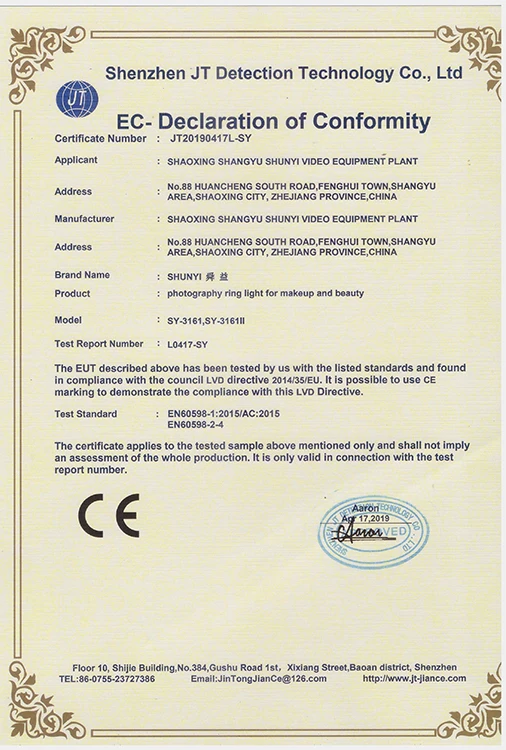 JT
Shenzhen JT Detection Technology Co., Ltd
EC- Declaration of Conformity
Certificate Number : JT20190417L-SY
Applicant : SHAOXING SHANGYU SHUNYI VIDEO EQUIPMENT PLANT
Address : No.88 HUANCHENG SOUTH ROAD,FENGHUI TOWN,SHANGYU
AREA,SHAOXING CITY, ZHEJIANG PROVINCE,CHINA
Manufacturer : SHAOXING SHANGYU SHUNYI VIDEO EQUIPMENT PLANT
Address : No.88 HUANCHENG SOUTH ROAD,FENGHUI TOWN,SHANGYU
AREA,SHAOXING CITY, ZHEJIANG PROVINCE,CHINA
Brand Name : SHUNYI 舜 益
Product : photography ring light for makeup and beauty
Model : SY-3161,SY-3161II
Test Report Number : L0417-SY
The EUT described above has been tested by us with the listed standards and found
in compliance with the council LVD directive 2014/35/EU. It is possible to use CE
marking to demonstrate the compliance with this LVD Directive.
Test Standard : EN60598-1:2015/AC:2015
EN60598-2-4
The certificate applies to the tested sample above mentioned only and shall not imply
an assessment of the whole production. It is only valid in connection with the test
report number.
CE
SHENZHEN JT DETECTION TECHNOLOGY CO., LTD
Aaron
Apr 17,2019
APPROVED
Aaron
Floor 10, Shijie Building,No.384,Gushu Road 1st, Xixiang Street,Baoan district, Shenzhen
TEL:86-0755-23727386 Email:JinTongJianCe@126.com http://www.jt-jiance.com